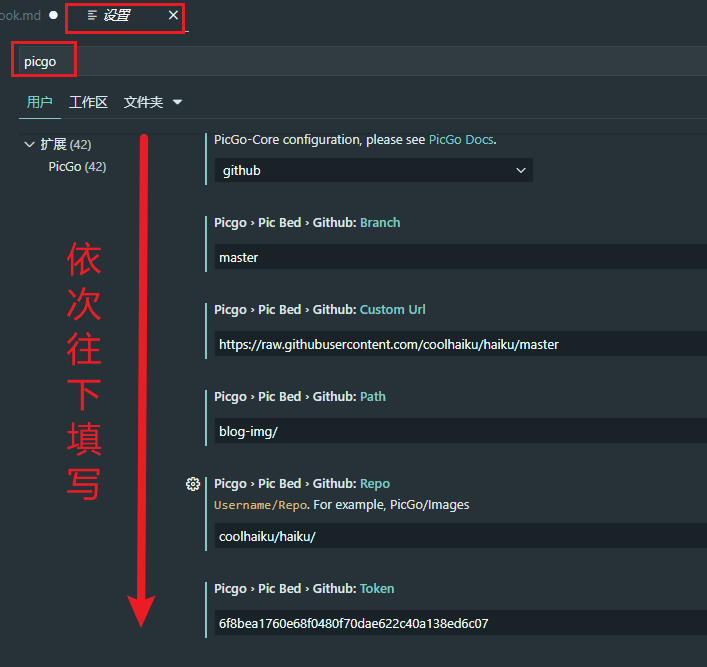 ook.md
设置
picgo
用户 工作区 文件夹
扩展 (42)
PicGo (42)
依次往下填写
PicGo-Core configuration, please see PicGo Docs.
github
Picgo › Pic Bed › Github: Branch
master
Picgo › Pic Bed › Github: Custom Url
https://raw.githubusercontent.com/coolhaiku/haiku/master
Picgo › Pic Bed › Github: Path
blog-img/
Picgo › Pic Bed › Github: Repo
Username/Repo. For example, PicGo/Images
coolhaiku/haiku/
Picgo › Pic Bed › Github: Token
6f8bea1760e68f0480f70dae622c40a138ed6c07